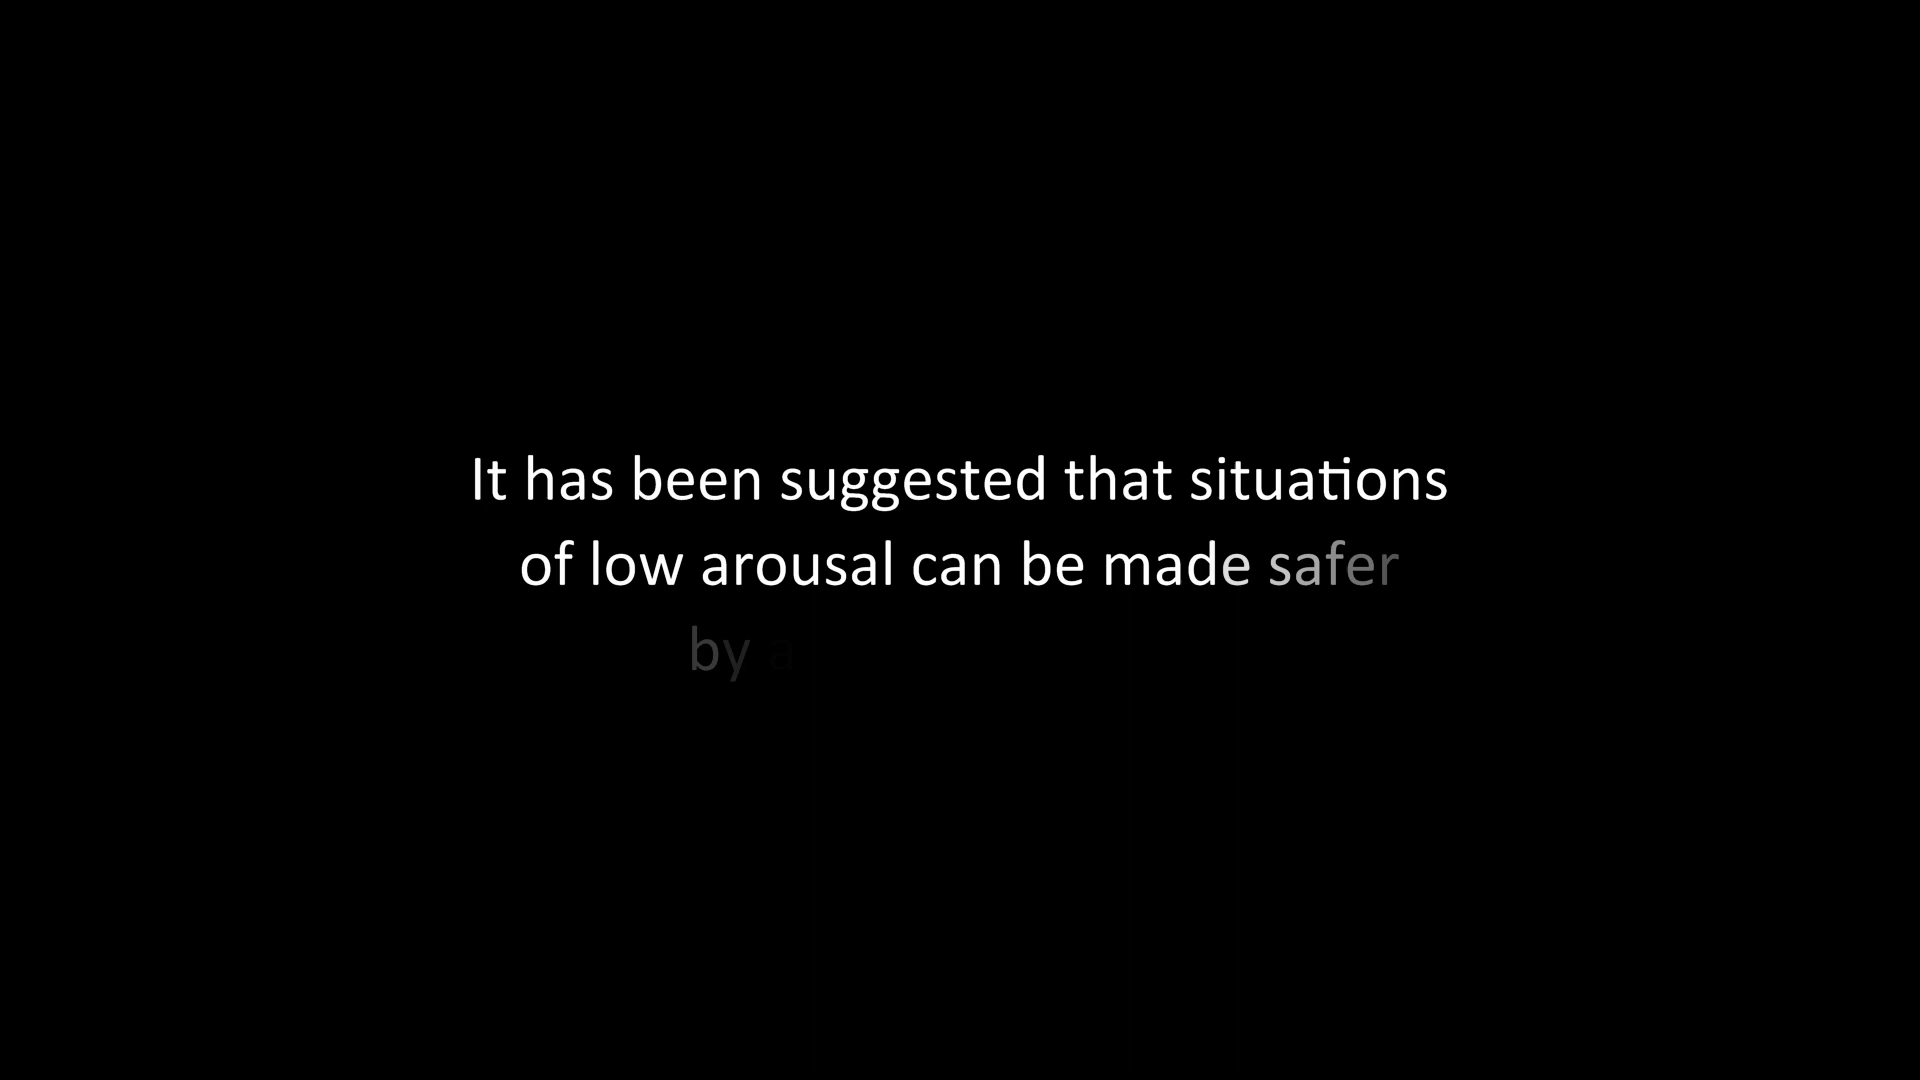 It has been suggested that situations
of low arousal can be made safer
by